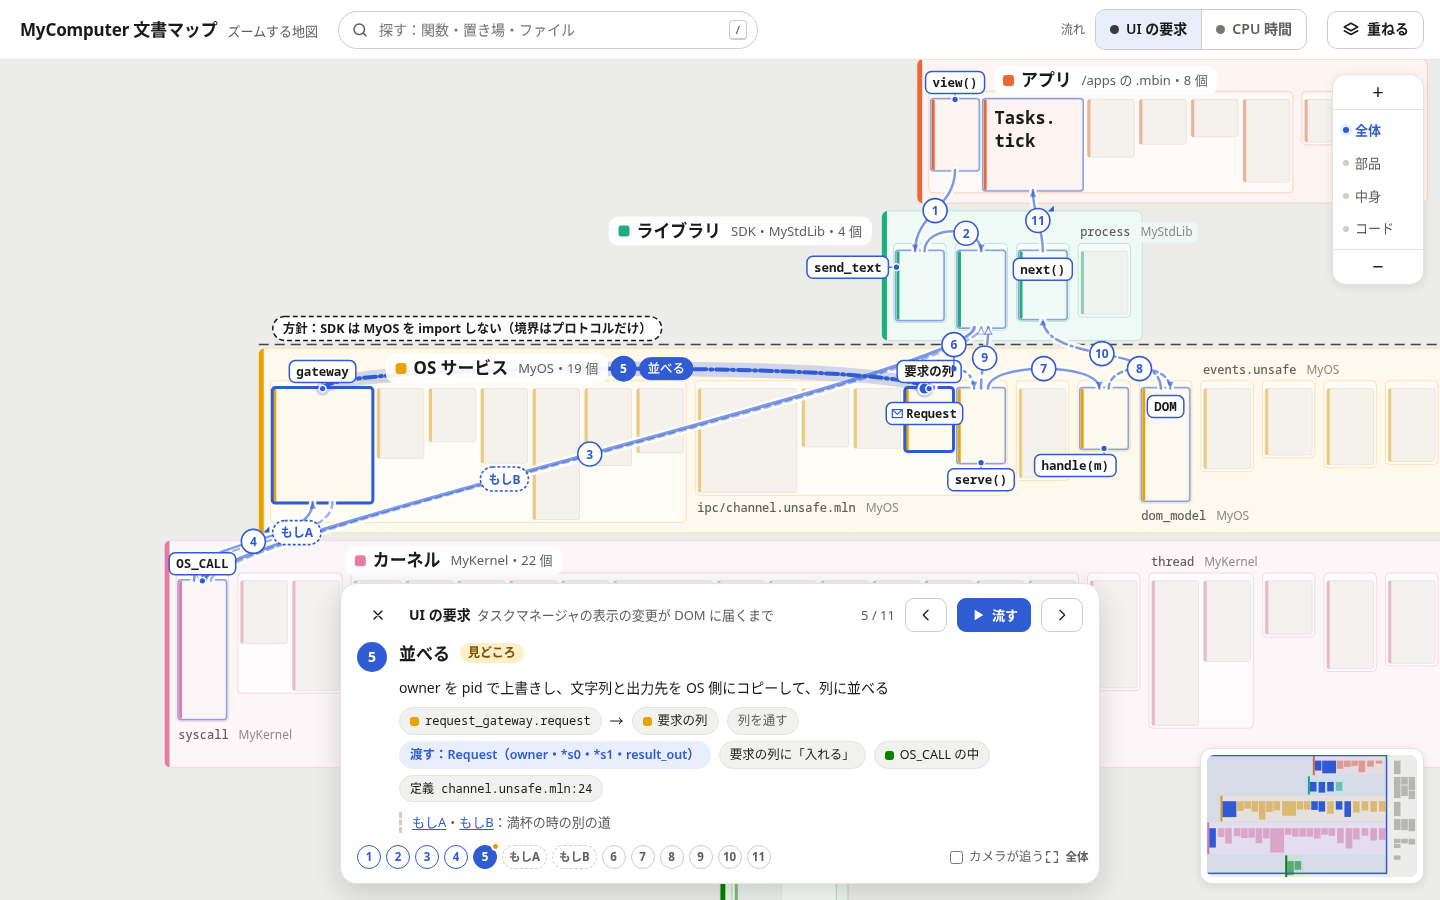 MyComputer 文書マップ ズームする地図
探す：関数・置き場・ファイル /
流れ UI の要求 CPU 時間 重ねる
view() アプリ /apps の .mbin・8 個
Tasks.
tick
+
全体
部品
中身
コード
−
1 11
ライブラリ SDK・MyStdLib・4 個
2
process MyStdLib
send_text
next()
方針：SDK は MyOS を import しない（境界はプロトコルだけ）
6 9 10
gateway
OS サービス MyOS・19 個
5 並べる
要求の列
7 8
events.unsafe MyOS
Request
DOM
3
もしB
serve()
handle(m)
ipc/channel.unsafe.mln MyOS
dom_model MyOS
もしA
4
OS_CALL
カーネル MyKernel・22 個
thread MyKernel
syscall MyKernel
UI の要求 タスクマネージャの表示の変更が DOM に届くまで
5 / 11
流す
5 並べる 見どころ
owner を pid で上書きし、文字列と出力先を OS 側にコピーして、列に並べる
request_gateway.request → 要求の列 列を通す
渡す：Request（owner・*s0・*s1・result_out） 要求の列に「入れる」 OS_CALL の中
定義 channel.unsafe.mln:24
もしA・もしB：満杯の時の別の道
1 2 3 4 5 もしA もしB 6 7 8 9 10 11
カメラが追う 全体